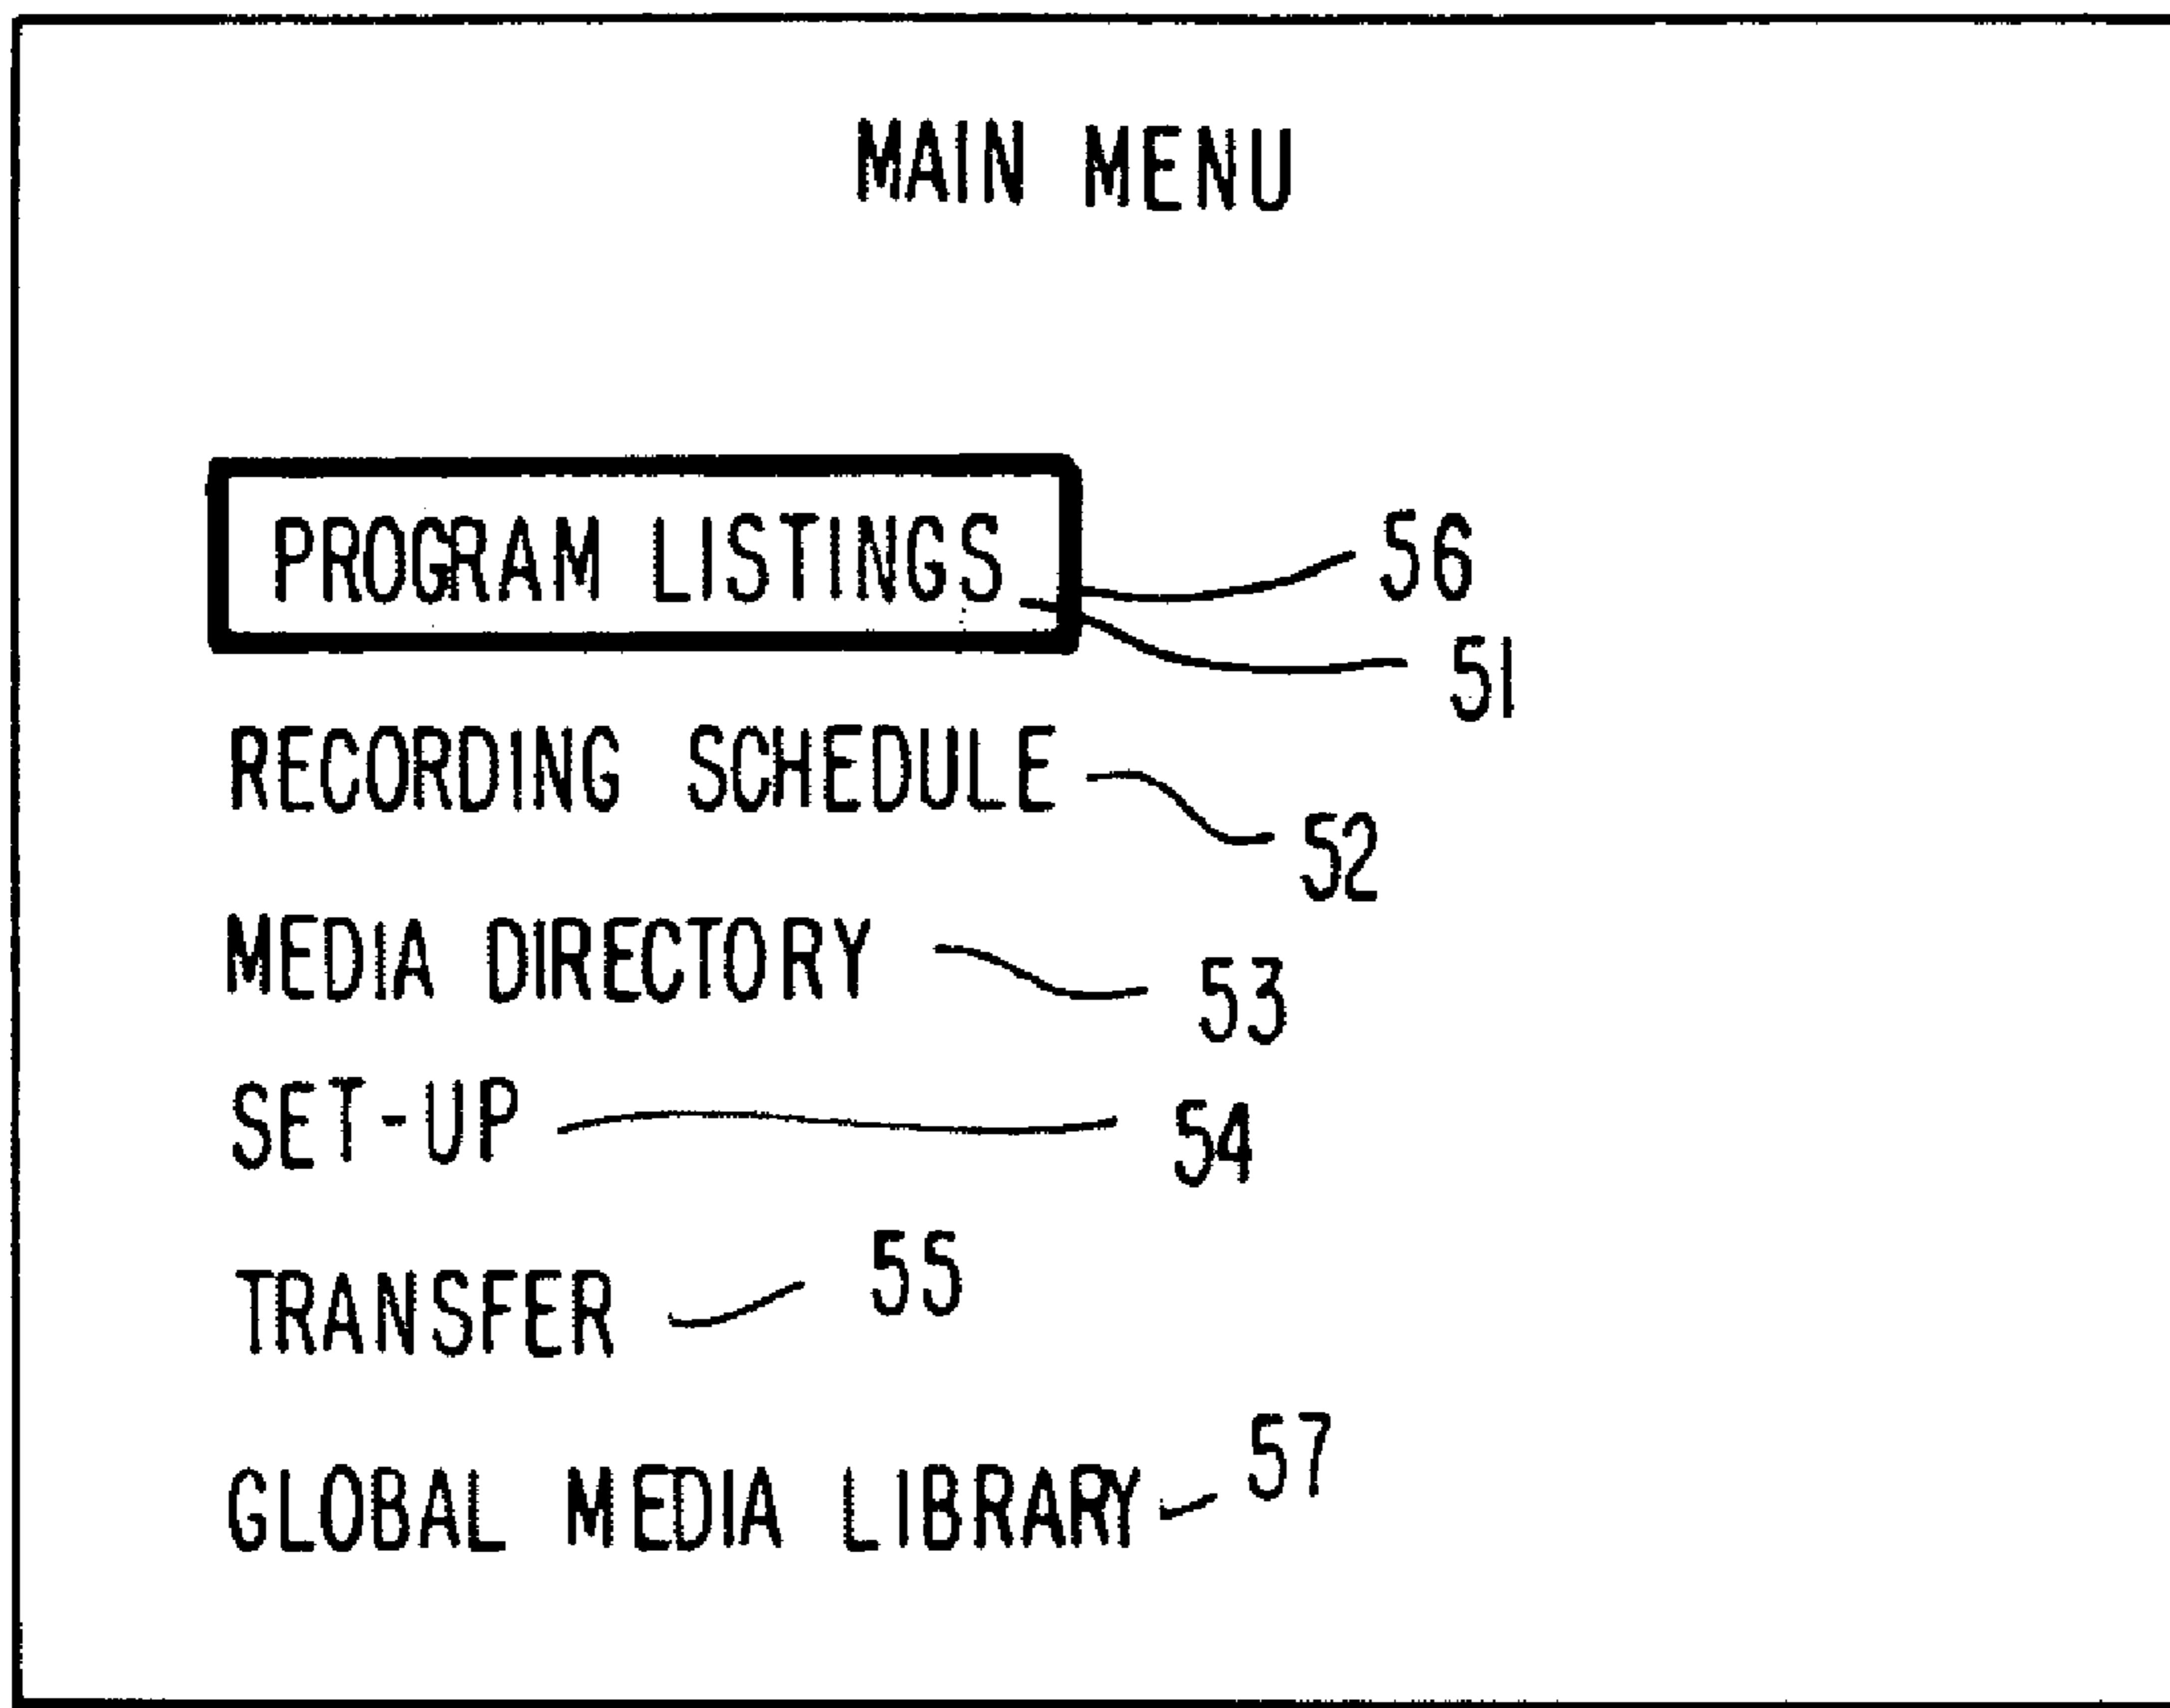 MAIN MENU
PROGRAM LISTINGS 56
51
RECORDING SCHEDULE
52
MEDIA DIRECTORY 53
SET-UP 54
TRANSFER 55
GLOBAL MEDIA LIBRARY 57